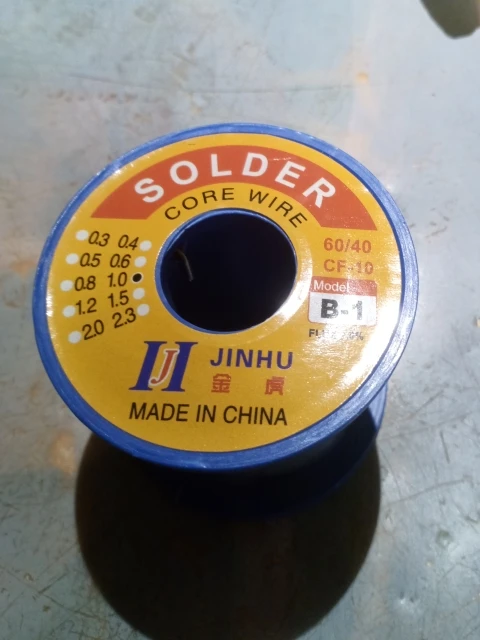 SOLDER
CORE WIRE
0.3 0.4
0.5 0.6
0.8 1.0
1.2 1.5
2.0 2.3
60/40
CF-10
Model
B-1
JINHU
金虎
MADE IN CHINA